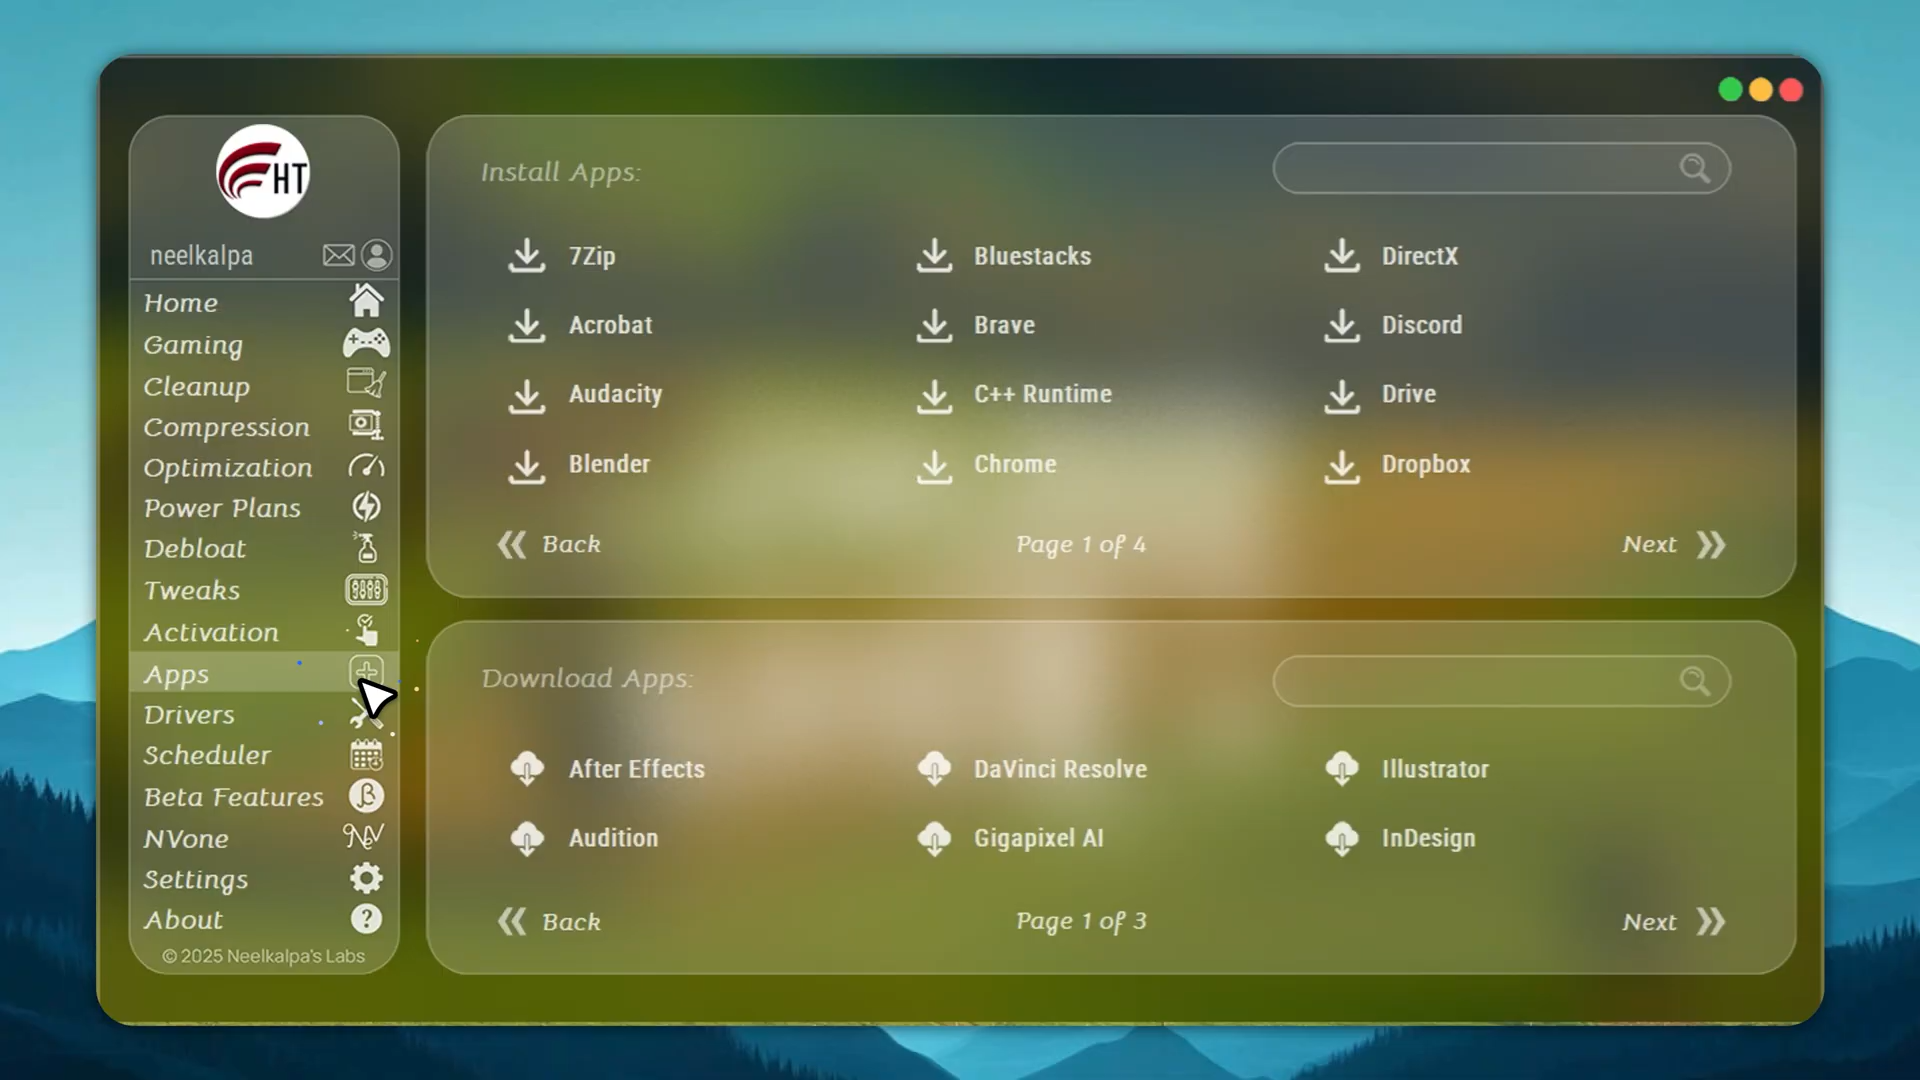 HT
neelkalpa
Home
Gaming
Cleanup
Compression
Optimization
Power Plans
Debloat
Tweaks
Activation
Apps
Drivers
Scheduler
Beta Features
β
NVone
NV
Settings
About
?
© 2025 Neelkalpa's Labs
Install Apps:
7Zip
Bluestacks
DirectX
Acrobat
Brave
Discord
Audacity
C++ Runtime
Drive
Blender
Chrome
Dropbox
Back
Page 1 of 4
Next
Download Apps:
After Effects
DaVinci Resolve
Illustrator
Audition
Gigapixel AI
InDesign
Back
Page 1 of 3
Next